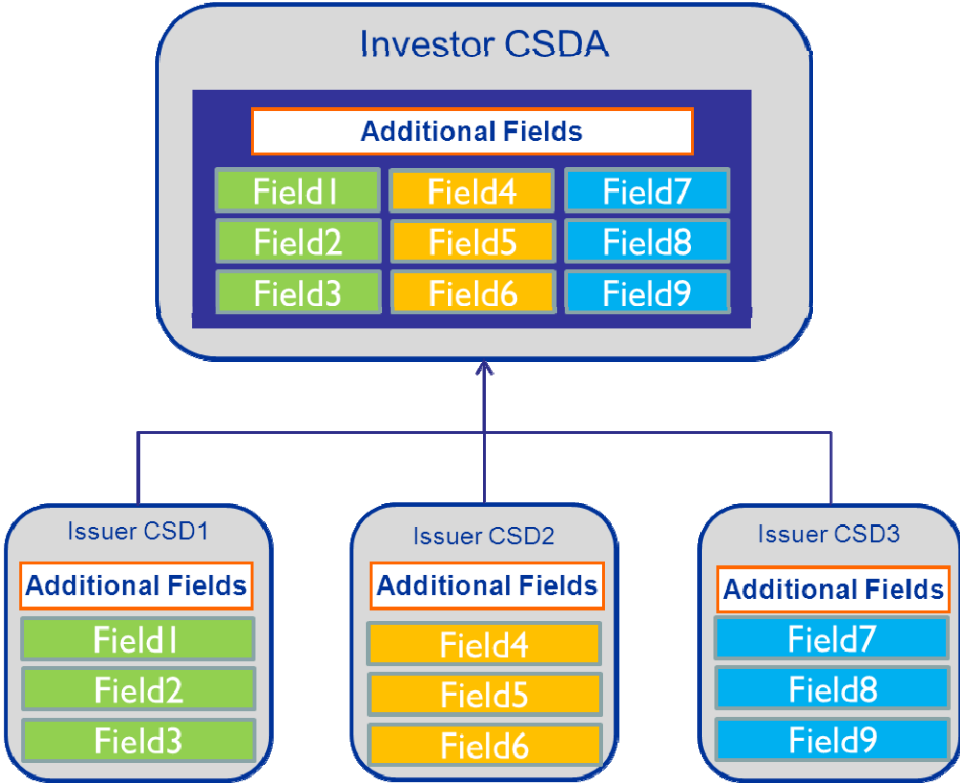 Investor CSDA
Additional Fields
Field1 Field4 Field7
Field2 Field5 Field8
Field3 Field6 Field9
Issuer CSD1
Additional Fields
Field1
Field2
Field3
Issuer CSD2
Additional Fields
Field4
Field5
Field6
Issuer CSD3
Additional Fields
Field7
Field8
Field9